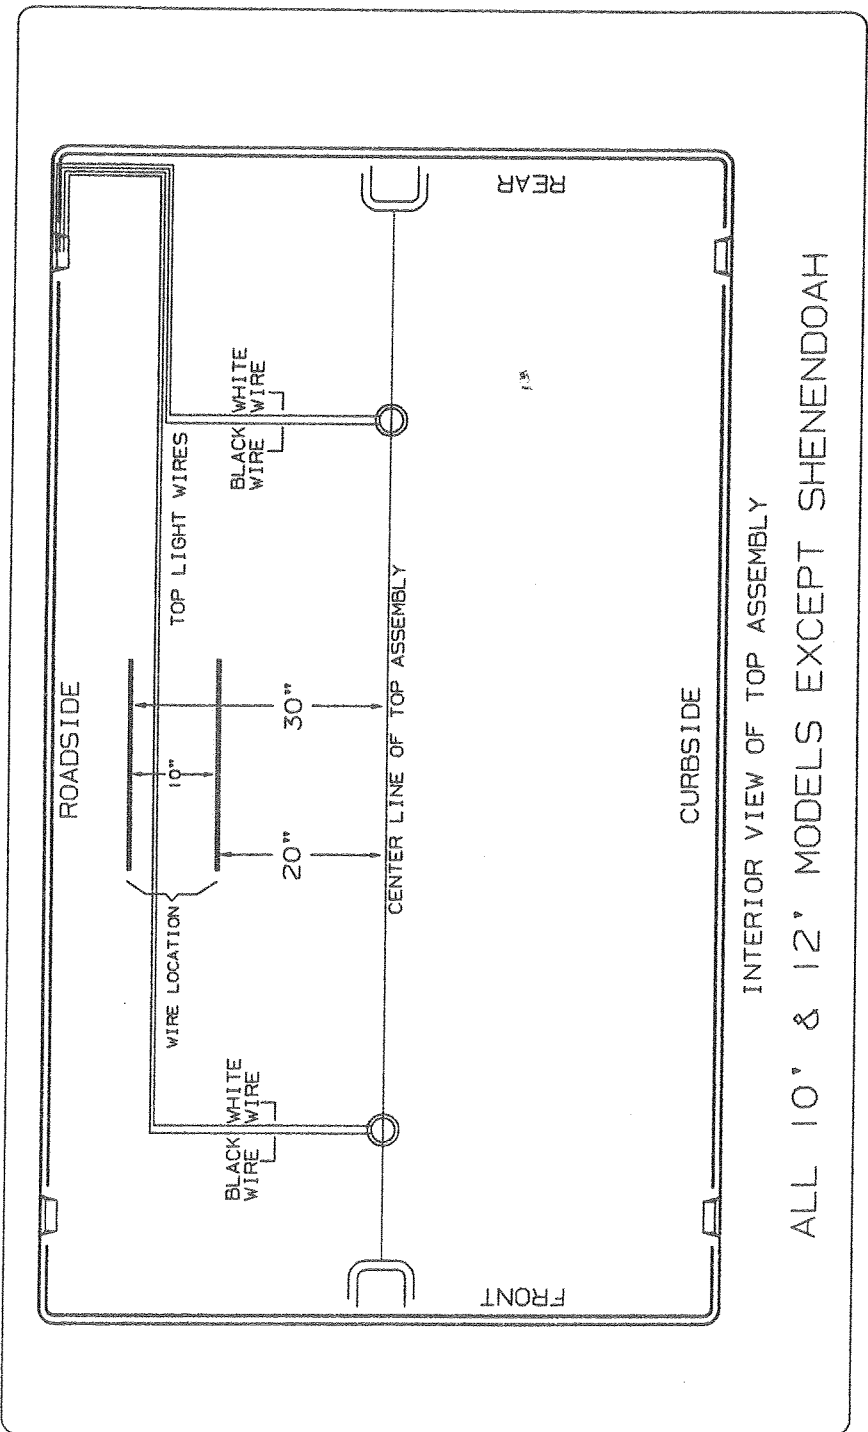 ROADSIDE
WIRE LOCATION
10"
20"
30"
TOP LIGHT WIRES
BLACK WIRE
WHITE WIRE
BLACK WIRE
WHITE WIRE
CENTER LINE OF TOP ASSEMBLY
FRONT
REAR
CURBSIDE
INTERIOR VIEW OF TOP ASSEMBLY
ALL 10' & 12' MODELS EXCEPT SHENENDOAH